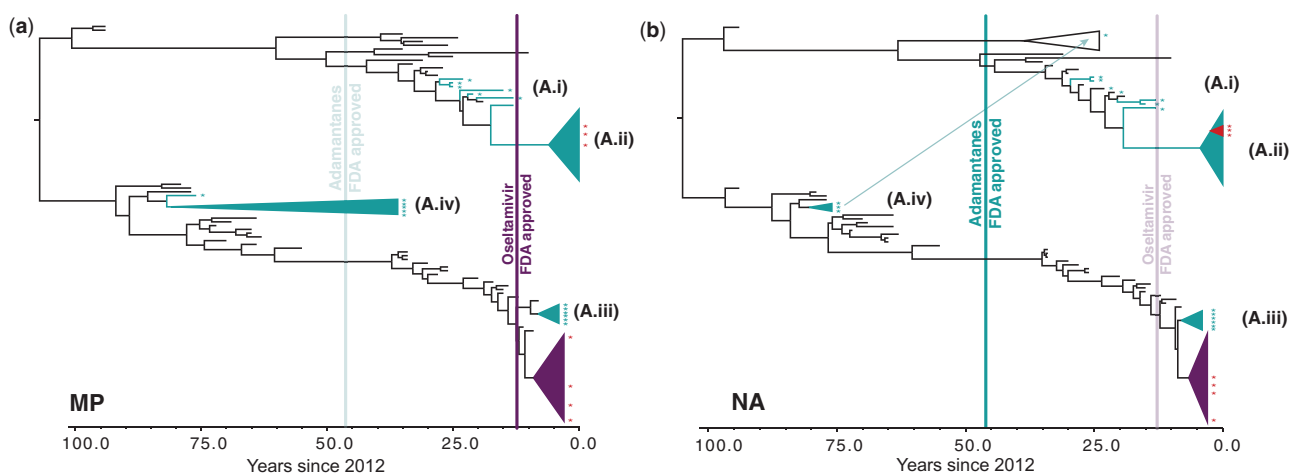 (a)
Adamantanes
FDA approved
Oseltamivir
FDA approved
(A.i)
(A.ii)
(A.iv)
(A.iii)
MP
100.0 75.0 50.0 25.0 0.0
Years since 2012
(b)
Adamantanes
FDA approved
Oseltamivir
FDA approved
(A.i)
(A.ii)
(A.iv)
(A.iii)
NA
100.0 75.0 50.0 25.0 0.0
Years since 2012